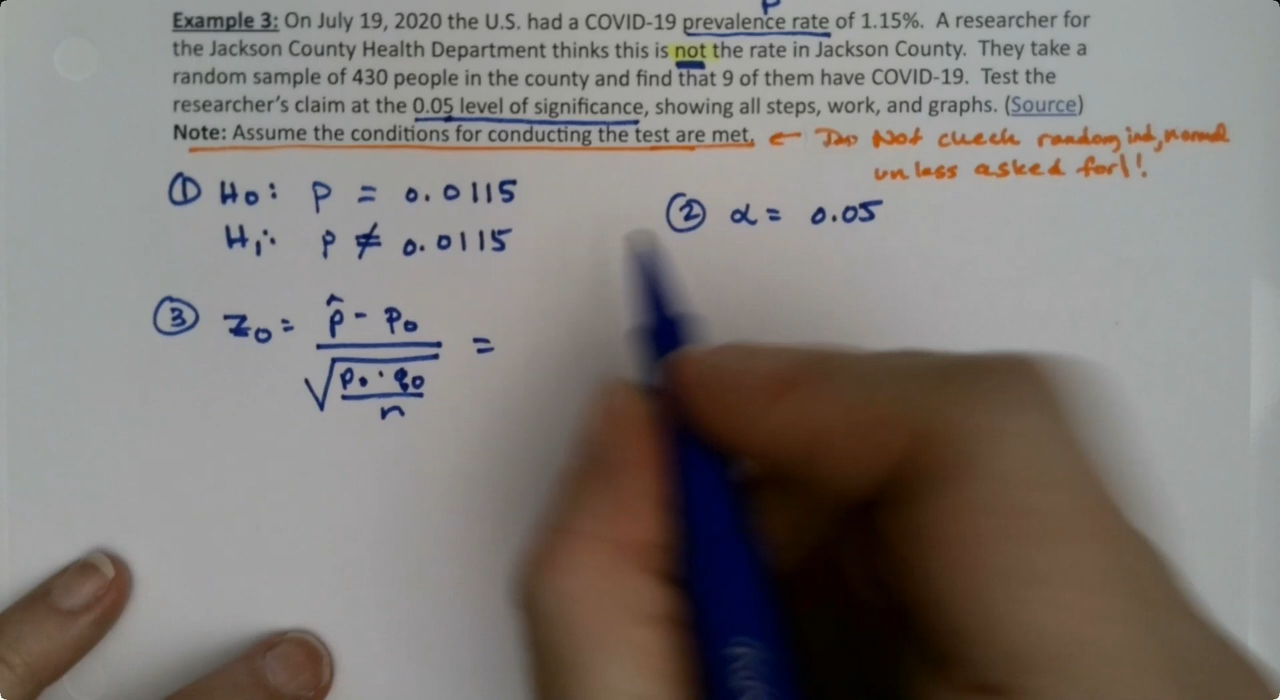 P
Example 3: On July 19, 2020 the U.S. had a COVID-19 prevalence rate of 1.15%. A researcher for
the Jackson County Health Department thinks this is not the rate in Jackson County. They take a
random sample of 430 people in the county and find that 9 of them have COVID-19. Test the
researcher's claim at the 0.05 level of significance, showing all steps, work, and graphs. (Source)
Note: Assume the conditions for conducting the test are met. ← Do Not check random, ind, normal
unless asked for!!
① H₀: P = 0.0115
② α = 0.05
H₁: P ≠ 0.0115
③ Z₀ = p̂ - P₀ =
√ P₀ · q₀
n